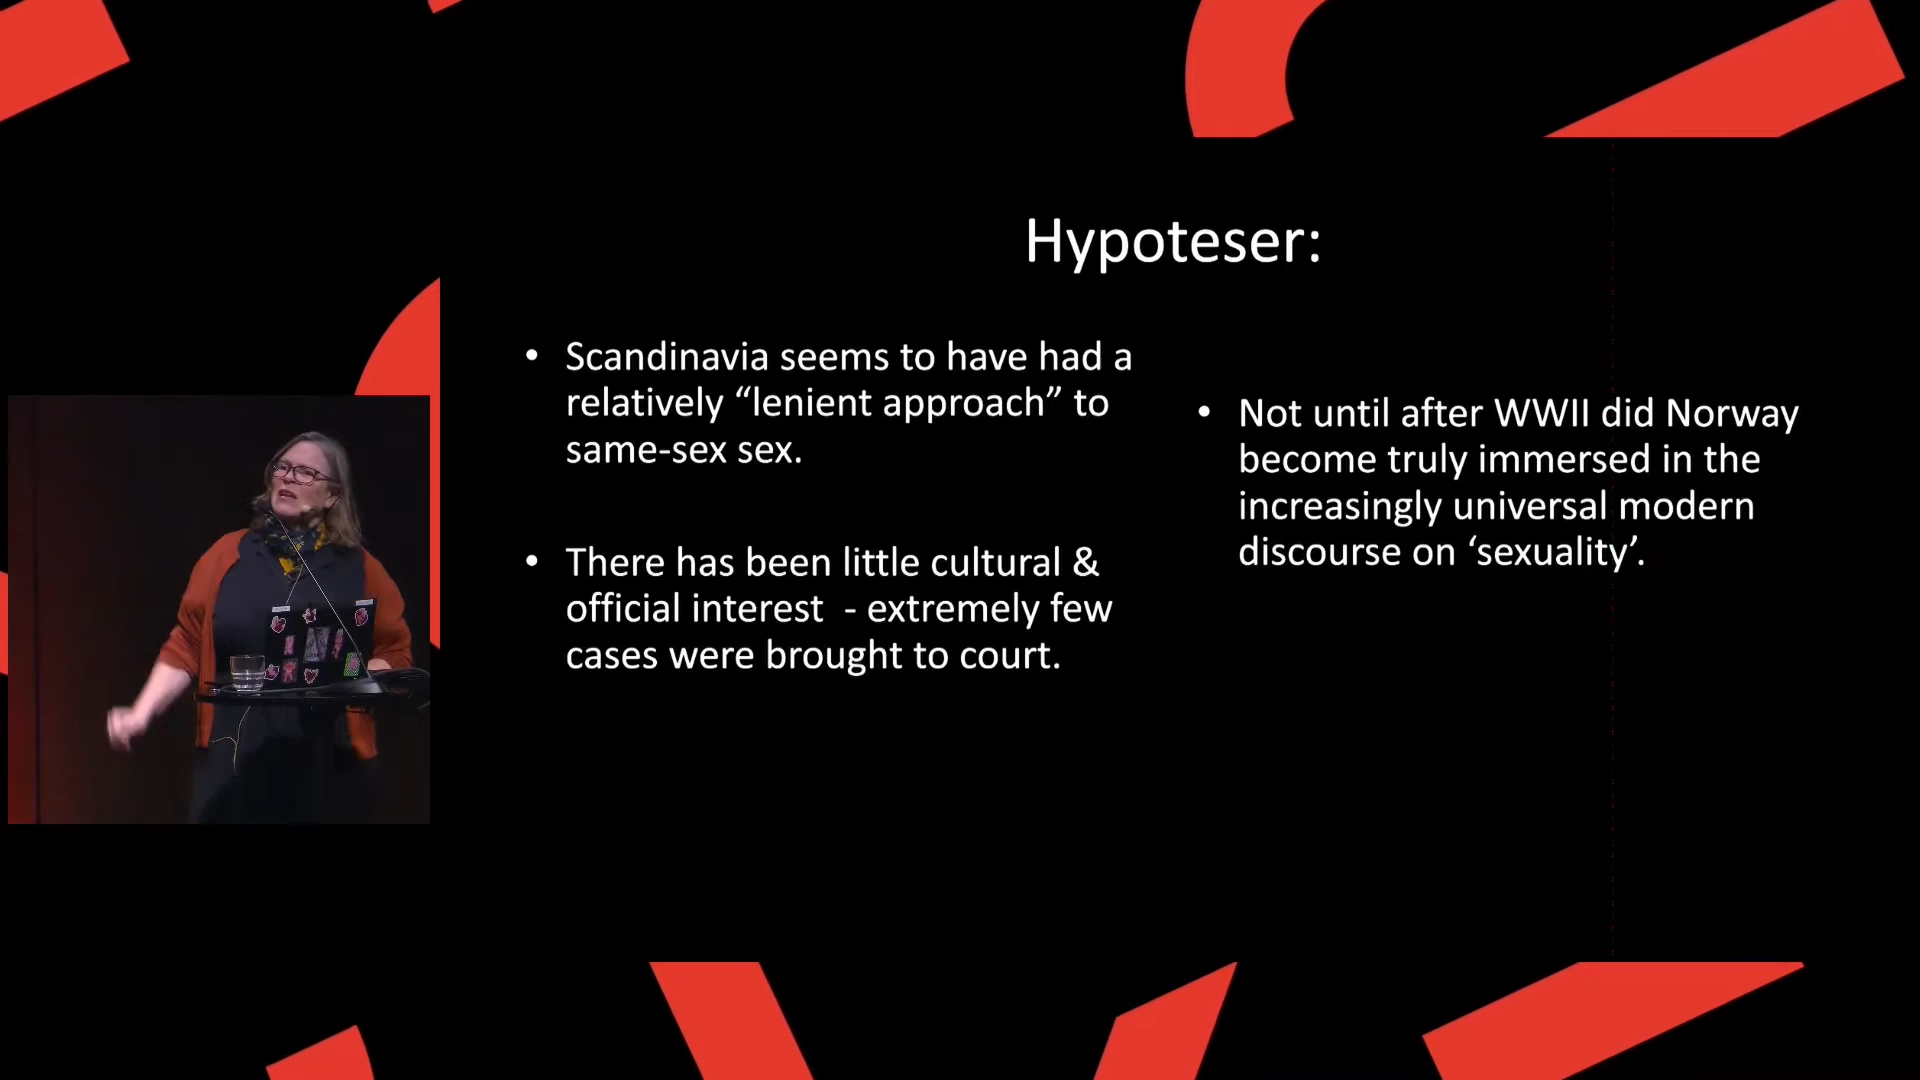 Hypoteser:
• Scandinavia seems to have had a
relatively “lenient approach” to
same-sex sex.
• There has been little cultural &
official interest  - extremely few
cases were brought to court.
• Not until after WWII did Norway
become truly immersed in the
increasingly universal modern
discourse on ‘sexuality’.